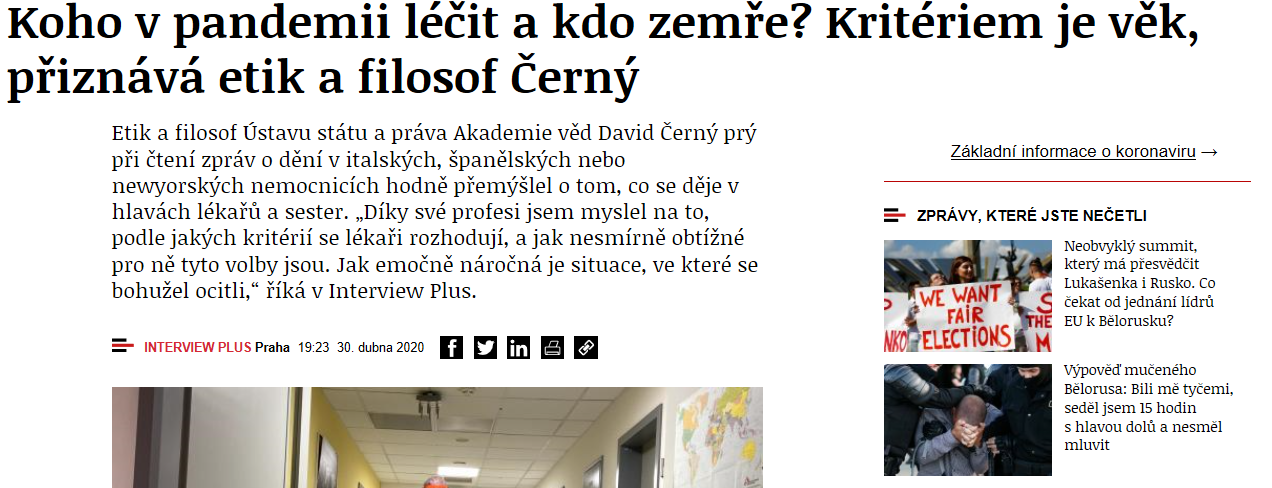 Koho v pandemii léčit a kdo zemře? Kritériem je věk,
přiznává etik a filosof Černý
Etik a filosof Ústavu státu a práva Akademie věd David Černý prý
při čtení zpráv o dění v italských, španělských nebo
newyorských nemocnicích hodně přemýšlel o tom, co se děje v
hlavách lékařů a sester. „Díky své profesi jsem myslel na to,
podle jakých kritérií se lékaři rozhodují, a jak nesmírně obtížné
pro ně tyto volby jsou. Jak emočně náročná je situace, ve které se
bohužel ocitli,“ říká v Interview Plus.
INTERVIEW PLUS Praha 19:23 30. dubna 2020
Základní informace o koronaviru →
ZPRÁVY, KTERÉ JSTE NEČETLI
WE WANT
FAIR
ELECTIONS
Neobvyklý summit,
který má přesvědčit
Lukašenka i Rusko. Co
čekat od jednání lídrů
EU k Bělorusku?
Výpověď mučeného
Bělorusa: Bili mě tyčemi,
seděl jsem 15 hodin
s hlavou dolů a nesměl
mluvit